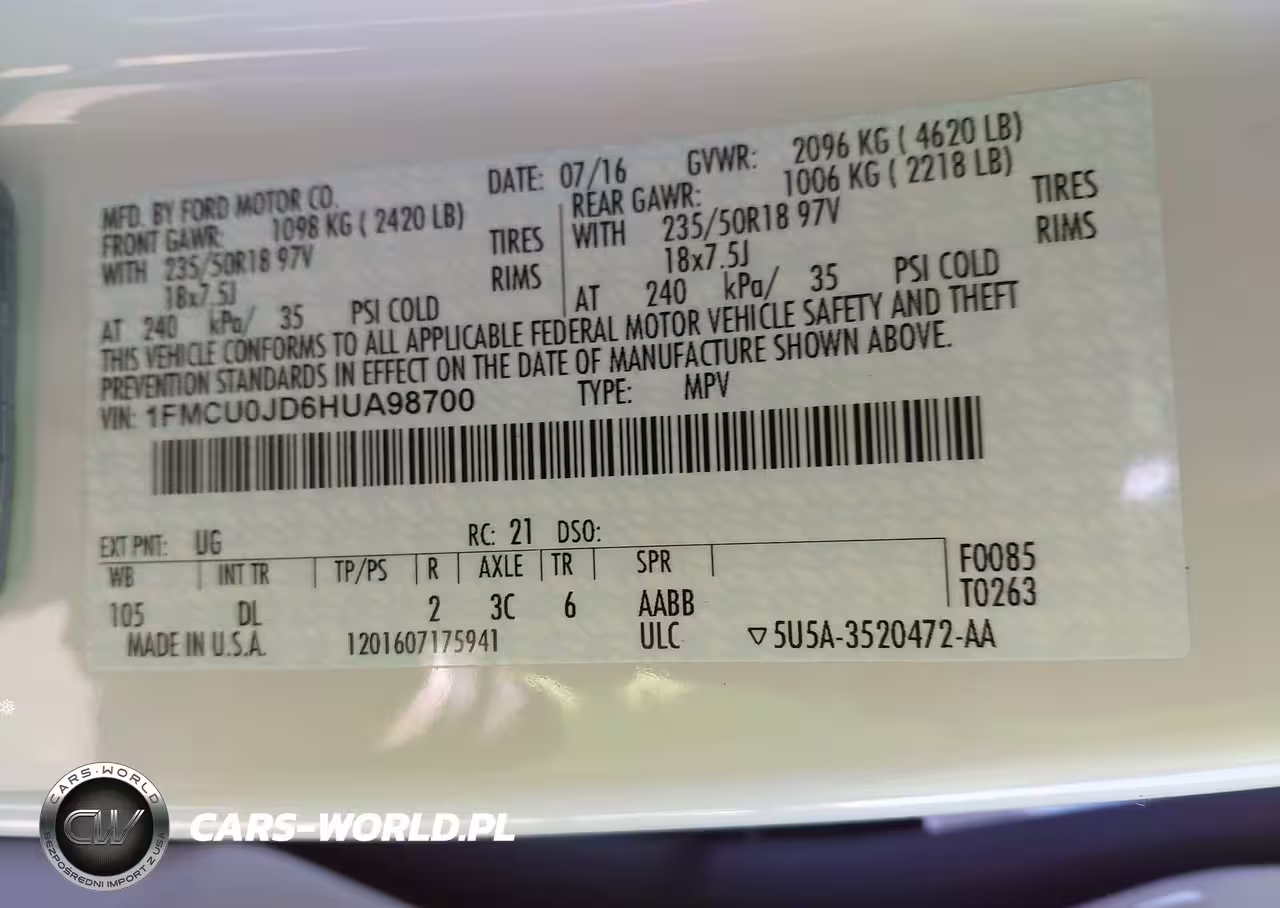 MFD. BY FORD MOTOR CO. DATE: 07/16 GVWR: 2096 KG ( 4620 LB)
FRONT GAWR: 1098 KG ( 2420 LB) REAR GAWR: 1006 KG ( 2218 LB)
WITH 235/50R18 97V TIRES WITH 235/50R18 97V TIRES
18x7.5J RIMS 18x7.5J RIMS
AT 240 kPa/ 35 PSI COLD AT 240 kPa/ 35 PSI COLD
THIS VEHICLE CONFORMS TO ALL APPLICABLE FEDERAL MOTOR VEHICLE SAFETY AND THEFT
PREVENTION STANDARDS IN EFFECT ON THE DATE OF MANUFACTURE SHOWN ABOVE.
VIN: 1FMCU0JD6HUA98700 TYPE: MPV
EXT PNT: UG RC: 21 DSO:
WB INT TR TP/PS R AXLE TR SPR F0085
105 DL 2 3C 6 AABB T0263
MADE IN U.S.A. 1201607175941 ULC ▽5U5A-3520472-AA
CARS-WORLD
CW
BEZPOŚREDNI IMPORT Z USA
CARS-WORLD.PL